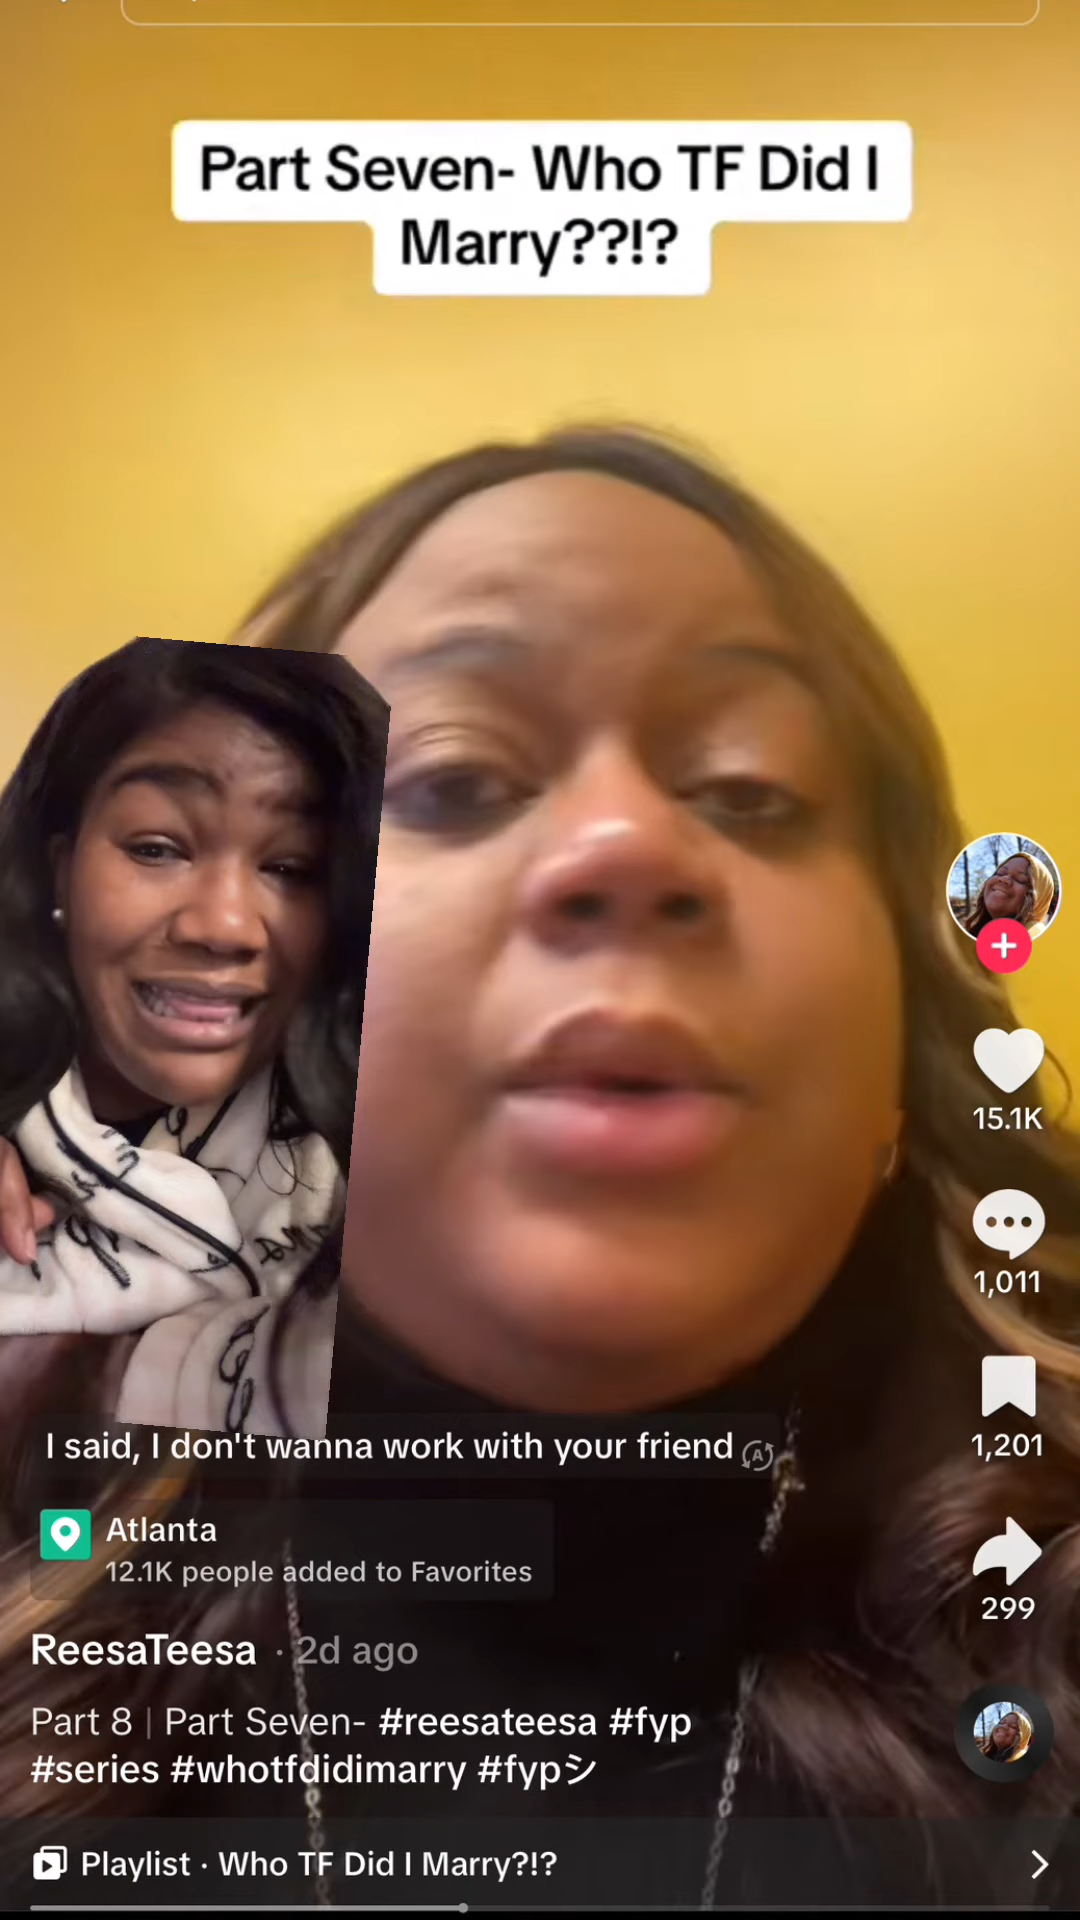 Part Seven- Who TF Did I
Marry??!?
15.1K
1,011
1,201
299
I said, I don't wanna work with your friend
Atlanta
12.1K people added to Favorites
ReesaTeesa · 2d ago
Part 8 | Part Seven- #reesateesa #fyp
#series #whotfdidimarry #fypシ
Playlist · Who TF Did I Marry?!?